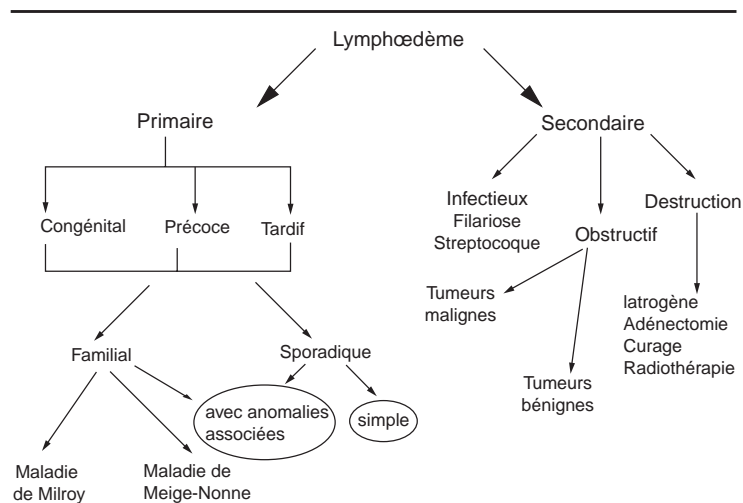 Lymphœdème
Primaire
Secondaire
Congénital
Précoce
Tardif
Infectieux
Filariose
Streptocoque
Obstructif
Destruction
Tumeurs
malignes
Tumeurs
bénignes
Iatrogène
Adénectomie
Curage
Radiothérapie
Familial
Sporadique
avec anomalies
associées
simple
Maladie
de Milroy
Maladie de
Meige-Nonne